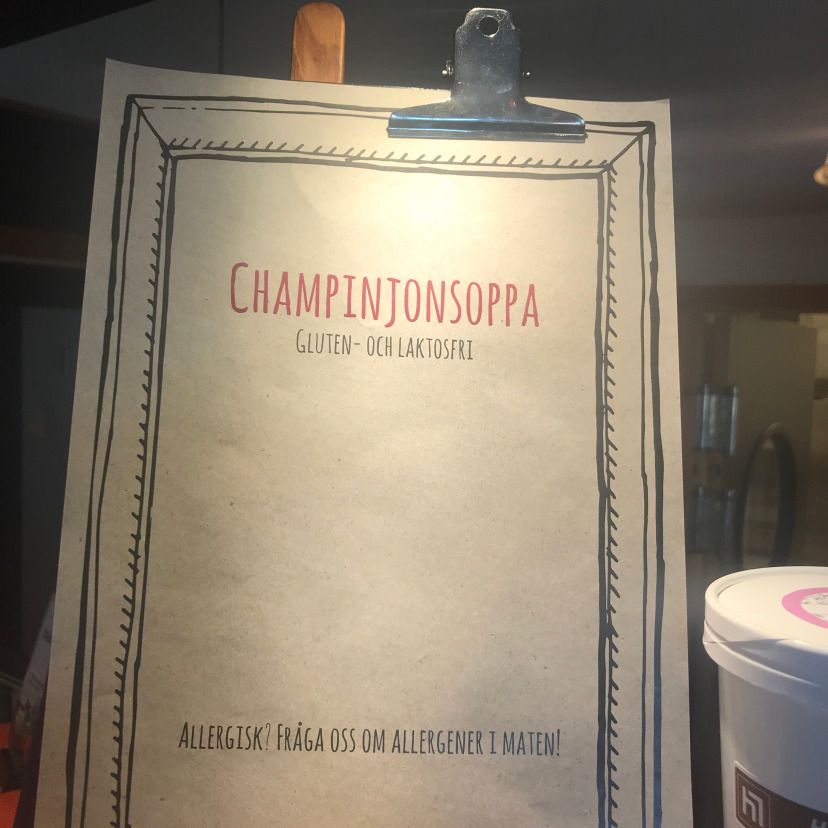 Champinjonsoppa
Gluten- och laktosfri
Allergisk? Fråga oss om allergener i maten!